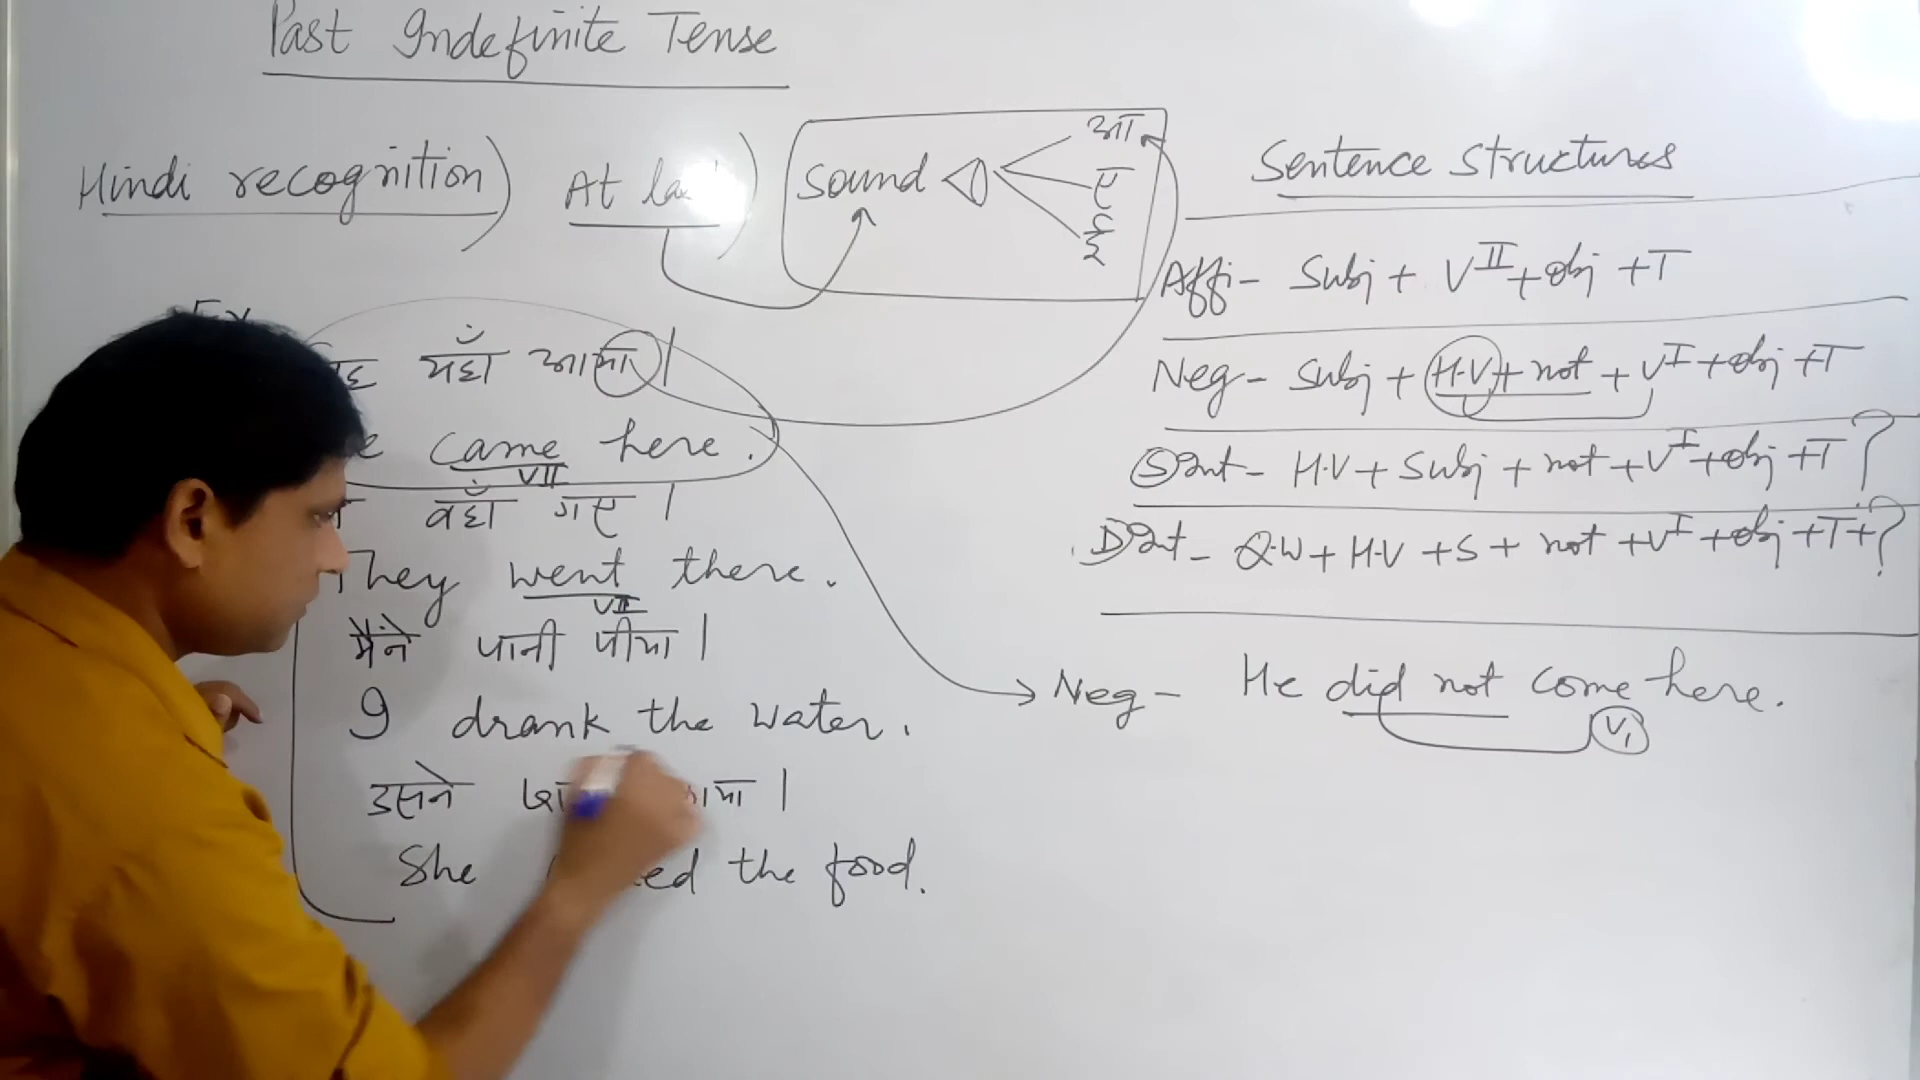 Past Indefinite Tense
Hindi recognition) At la )
Sound
आ
ए
ई
यहाँ आया।
came here.
VII
वहाँ गए।
They went there.
VII
मैंने पानी पीया।
I drank the water.
उसने
She the food.
Sentence Structures
Affi- Subj + VII + obj + T
Neg- Subj + H.V + not + VI + obj + T
S Int- H.V + Subj + not + VI + obj + T ?
D Int- Q.W + H.V + S + not + VI + obj + T + ?
Neg- He did not come here.
V1